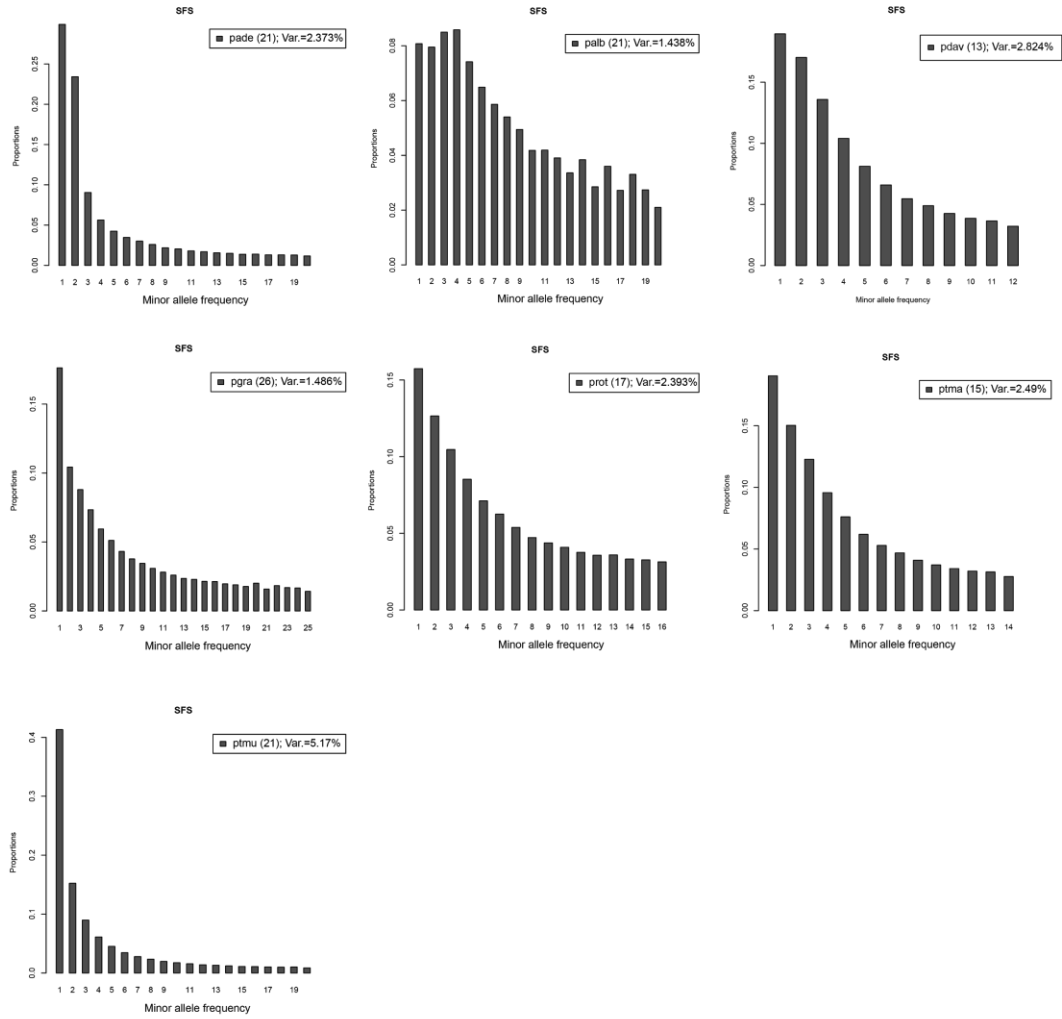 SFS
pade (21); Var.=2.373%
Proportions
0.00 0.05 0.10 0.15 0.20 0.25
1 2 3 4 5 6 7 8 9 11 13 15 17 19
Minor allele frequency
SFS
palb (21); Var.=1.438%
Proportions
0.00 0.02 0.04 0.06 0.08
1 2 3 4 5 6 7 8 9 11 13 15 17 19
Minor allele frequency
SFS
pdav (13); Var.=2.824%
Proportions
0.00 0.05 0.10 0.15
1 2 3 4 5 6 7 8 9 10 11 12
Minor allele frequency
SFS
pgra (26); Var.=1.486%
Proportions
0.00 0.05 0.10 0.15
1 3 5 7 9 11 13 15 17 19 21 23 25
Minor allele frequency
SFS
prot (17); Var.=2.393%
Proportions
0.00 0.05 0.10 0.15
1 2 3 4 5 6 7 8 9 10 11 12 13 14 15 16
Minor allele frequency
SFS
ptma (15); Var.=2.49%
Proportions
0.00 0.05 0.10 0.15
1 2 3 4 5 6 7 8 9 10 11 12 13 14
Minor allele frequency
SFS
ptmu (21); Var.=5.17%
Proportions
0.0 0.1 0.2 0.3 0.4
1 2 3 4 5 6 7 8 9 11 13 15 17 19
Minor allele frequency